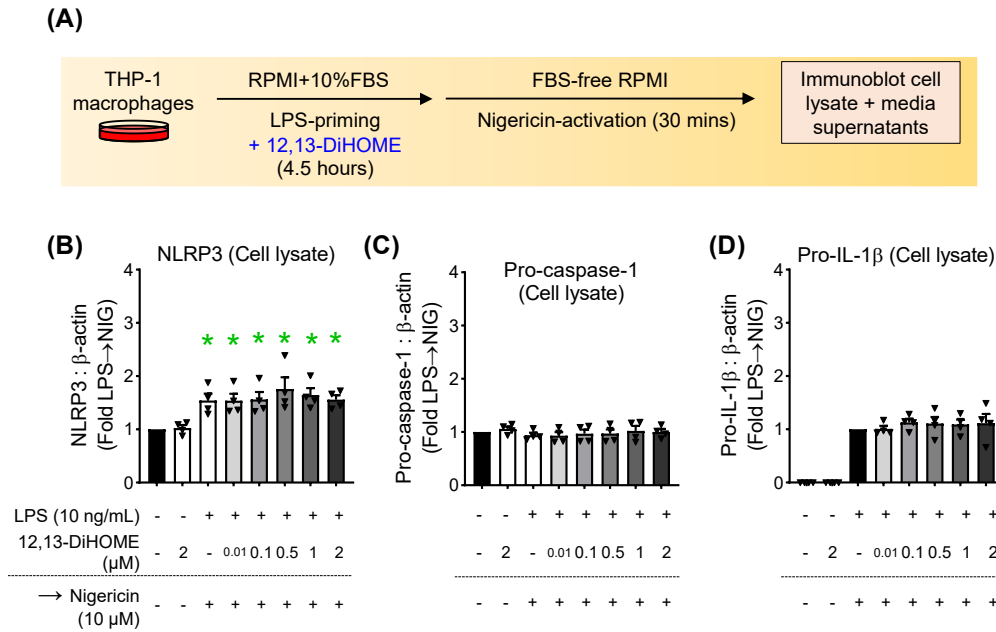 (A)
THP-1
macrophages
RPMI+10%FBS
LPS-priming
+ 12,13-DiHOME
(4.5 hours)
FBS-free RPMI
Nigericin-activation (30 mins)
Immunoblot cell
lysate + media
supernatants
(B)
NLRP3 (Cell lysate)
NLRP3 : β-actin
(Fold LPS→NIG)
4
3
2
1
0
* * * * * *
(C)
Pro-caspase-1
(Cell lysate)
Pro-caspase-1 : β-actin
(Fold LPS→NIG)
4
3
2
1
0
(D)
Pro-IL-1β (Cell lysate)
Pro-IL-1β : β-actin
(Fold LPS→NIG)
4
3
2
1
0
LPS (10 ng/mL) - - + + + + + + - - + + + + + + - - + + + + + +
12,13-DiHOME
(µM) - 2 - 0.01 0.1 0.5 1 2 - 2 - 0.01 0.1 0.5 1 2 - 2 - 0.01 0.1 0.5 1 2
→ Nigericin
(10 µM) - - + + + + + + - - + + + + + + - - + + + + + +